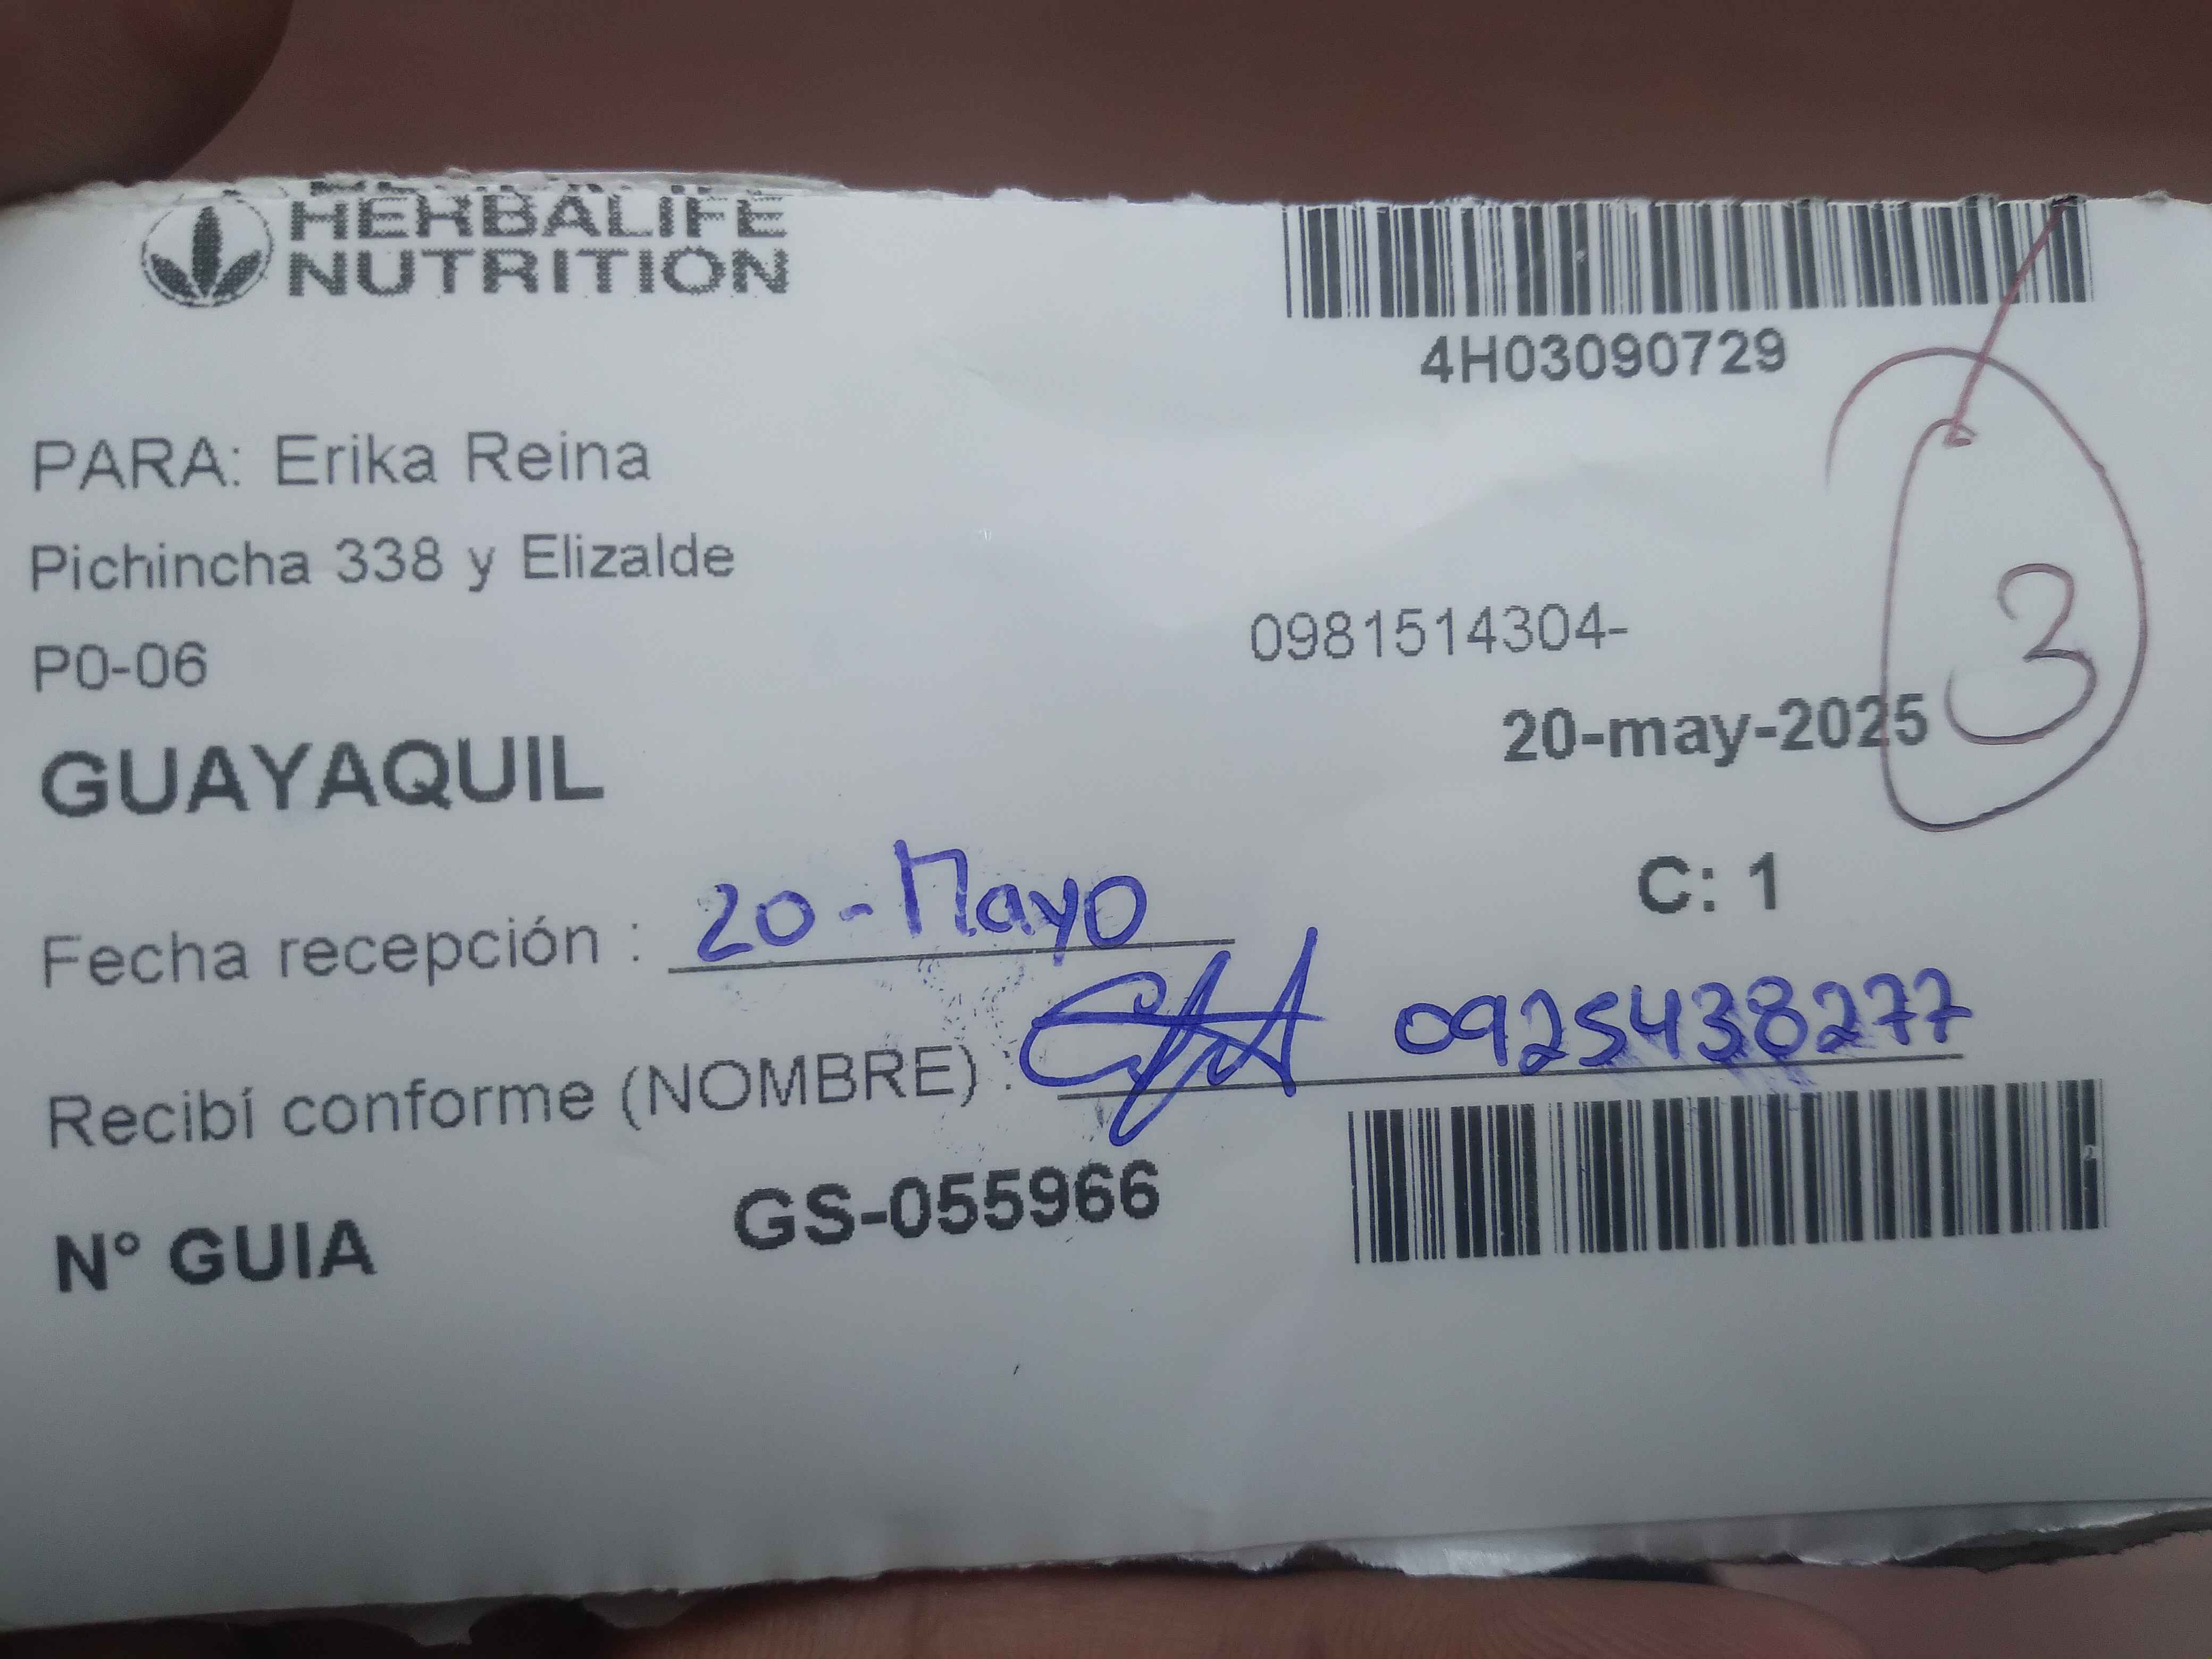 HERBALIFE
NUTRITION
4H03090729
PARA: Erika Reina
Pichincha 338 y Elizalde
P0-06
0981514304-
3
GUAYAQUIL
20-may-2025
C: 1
Fecha recepción : 20-Mayo
Recibí conforme (NOMBRE) : 0925438277
N° GUIA GS-055966